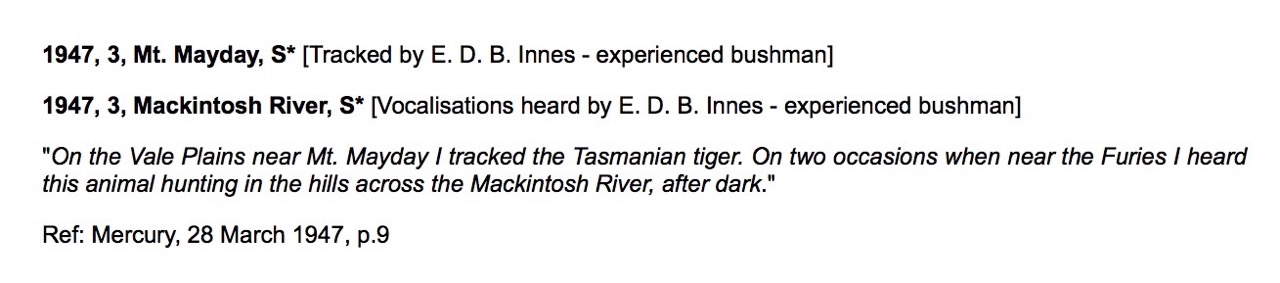 1947, 3, Mt. Mayday, S* [Tracked by E. D. B. Innes - experienced bushman]
1947, 3, Mackintosh River, S* [Vocalisations heard by E. D. B. Innes - experienced bushman]
"On the Vale Plains near Mt. Mayday I tracked the Tasmanian tiger. On two occasions when near the Furies I heard
this animal hunting in the hills across the Mackintosh River, after dark."
Ref: Mercury, 28 March 1947, p.9